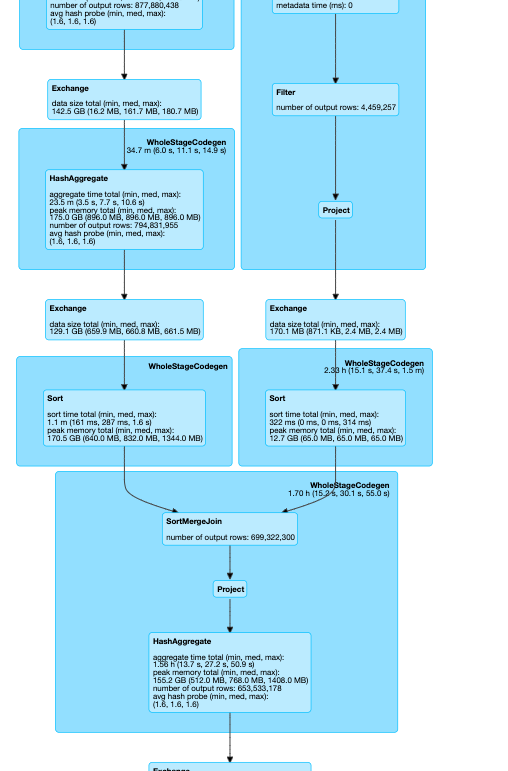 number of output rows: 877,880,438
avg hash probe (min, med, max):
(1.6, 1.6, 1.6)
metadata time (ms): 0
Exchange
data size total (min, med, max):
142.5 GB (16.2 MB, 161.7 MB, 180.7 MB)
Filter
number of output rows: 4,459,257
WholeStageCodegen
34.7 m (6.0 s, 11.1 s, 14.9 s)
HashAggregate
aggregate time total (min, med, max):
23.5 m (3.5 s, 7.7 s, 10.6 s)
peak memory total (min, med, max):
175.0 GB (896.0 MB, 896.0 MB, 896.0 MB)
number of output rows: 794,831,955
avg hash probe (min, med, max):
(1.6, 1.6, 1.6)
Project
Exchange
data size total (min, med, max):
129.1 GB (659.9 MB, 660.8 MB, 661.5 MB)
Exchange
data size total (min, med, max):
170.1 MB (871.1 KB, 2.4 MB, 2.4 MB)
WholeStageCodegen
Sort
sort time total (min, med, max):
1.1 m (161 ms, 287 ms, 1.6 s)
peak memory total (min, med, max):
170.5 GB (640.0 MB, 832.0 MB, 1344.0 MB)
WholeStageCodegen
2.33 h (15.1 s, 37.4 s, 1.5 m)
Sort
sort time total (min, med, max):
322 ms (0 ms, 0 ms, 314 ms)
peak memory total (min, med, max):
12.7 GB (65.0 MB, 65.0 MB, 65.0 MB)
WholeStageCodegen
1.70 h (15.2 s, 30.1 s, 55.0 s)
SortMergeJoin
number of output rows: 699,322,300
Project
HashAggregate
aggregate time total (min, med, max):
1.56 h (13.7 s, 27.2 s, 50.9 s)
peak memory total (min, med, max):
155.2 GB (512.0 MB, 768.0 MB, 1408.0 MB)
number of output rows: 653,533,178
avg hash probe (min, med, max):
(1.6, 1.6, 1.6)
Exchange